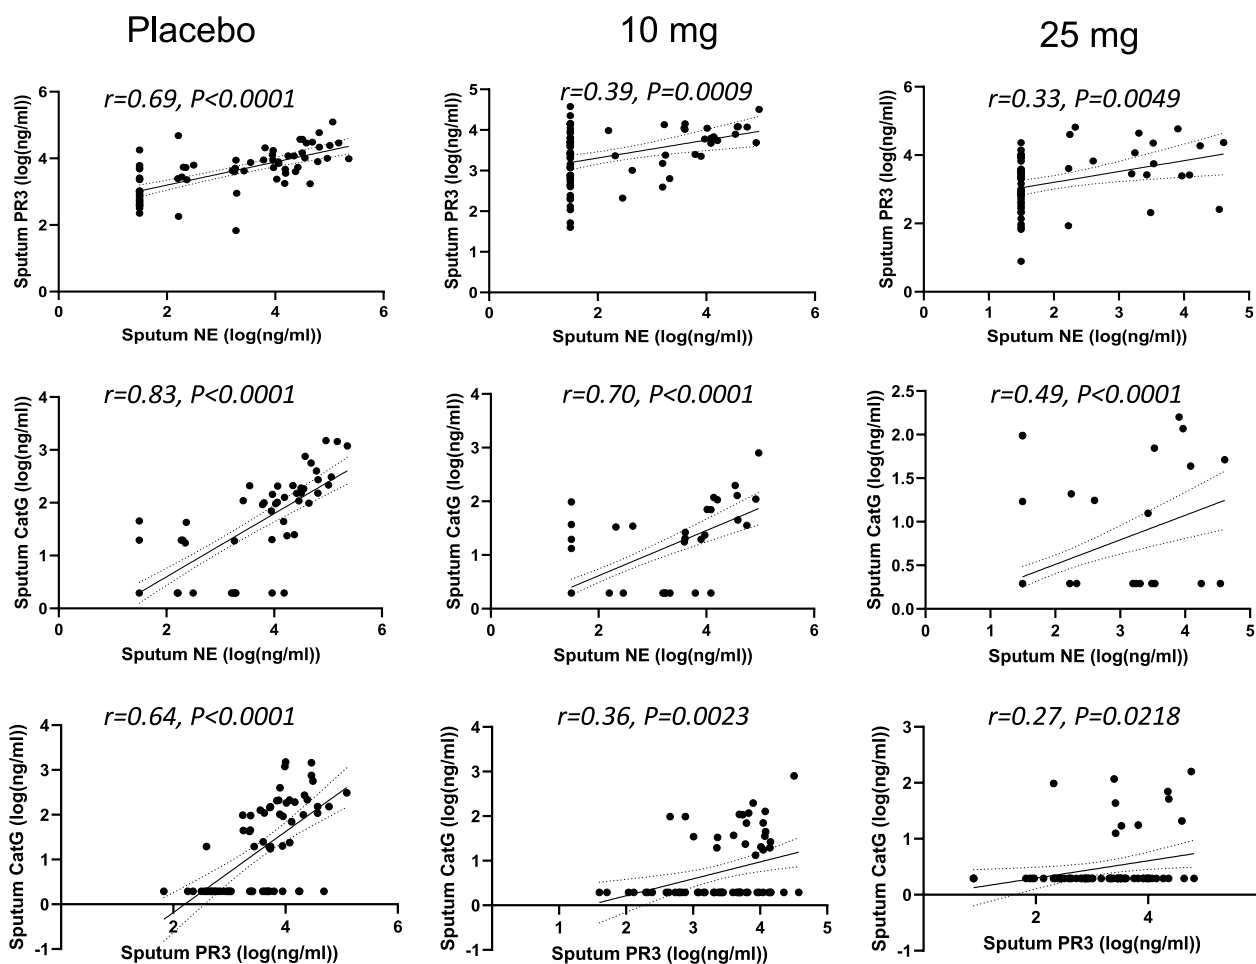 Placebo
10 mg
25 mg
r=0.69, P<0.0001
Sputum PR3 (log(ng/ml))
6
4
2
0
0
2
4
6
Sputum NE (log(ng/ml))
r=0.39, P=0.0009
Sputum PR3 (log(ng/ml))
5
4
3
2
1
0
0
2
4
6
Sputum NE (log(ng/ml))
r=0.33, P=0.0049
Sputum PR3 (log(ng/ml))
6
4
2
0
0
1
2
3
4
5
Sputum NE (log(ng/ml))
r=0.83, P<0.0001
Sputum CatG (log(ng/ml))
4
3
2
1
0
0
2
4
6
Sputum NE (log(ng/ml))
r=0.70, P<0.0001
Sputum CatG (log(ng/ml))
4
3
2
1
0
0
2
4
6
Sputum NE (log(ng/ml))
r=0.49, P<0.0001
Sputum CatG (log(ng/ml))
2.5
2.0
1.5
1.0
0.5
0.0
0
1
2
3
4
5
Sputum NE (log(ng/ml))
r=0.64, P<0.0001
Sputum CatG (log(ng/ml))
4
3
2
1
0
-1
2
4
6
Sputum PR3 (log(ng/ml))
r=0.36, P=0.0023
Sputum CatG (log(ng/ml))
4
3
2
1
0
-1
1
2
3
4
5
Sputum PR3 (log(ng/ml))
r=0.27, P=0.0218
Sputum CatG (log(ng/ml))
3
2
1
0
-1
2
4
Sputum PR3 (log(ng/ml))